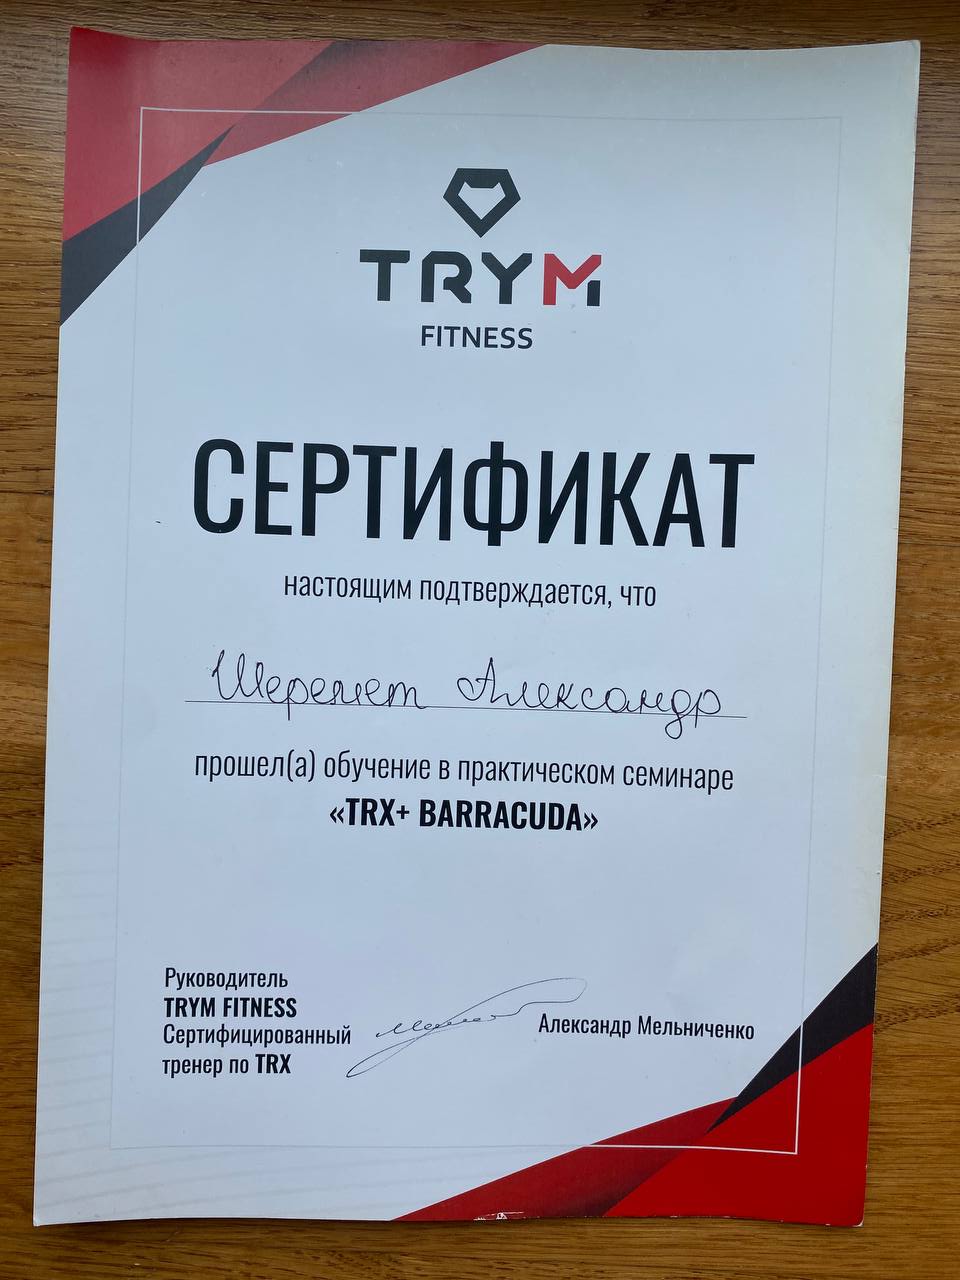 TRYM
FITNESS
СЕРТИФИКАТ
настоящим подтверждается, что
Шеремет Александр
прошел(а) обучение в практическом семинаре
«TRX+ BARRACUDA»
Руководитель
TRYM FITNESS
Сертифицированный
тренер по TRX
Александр Мельниченко